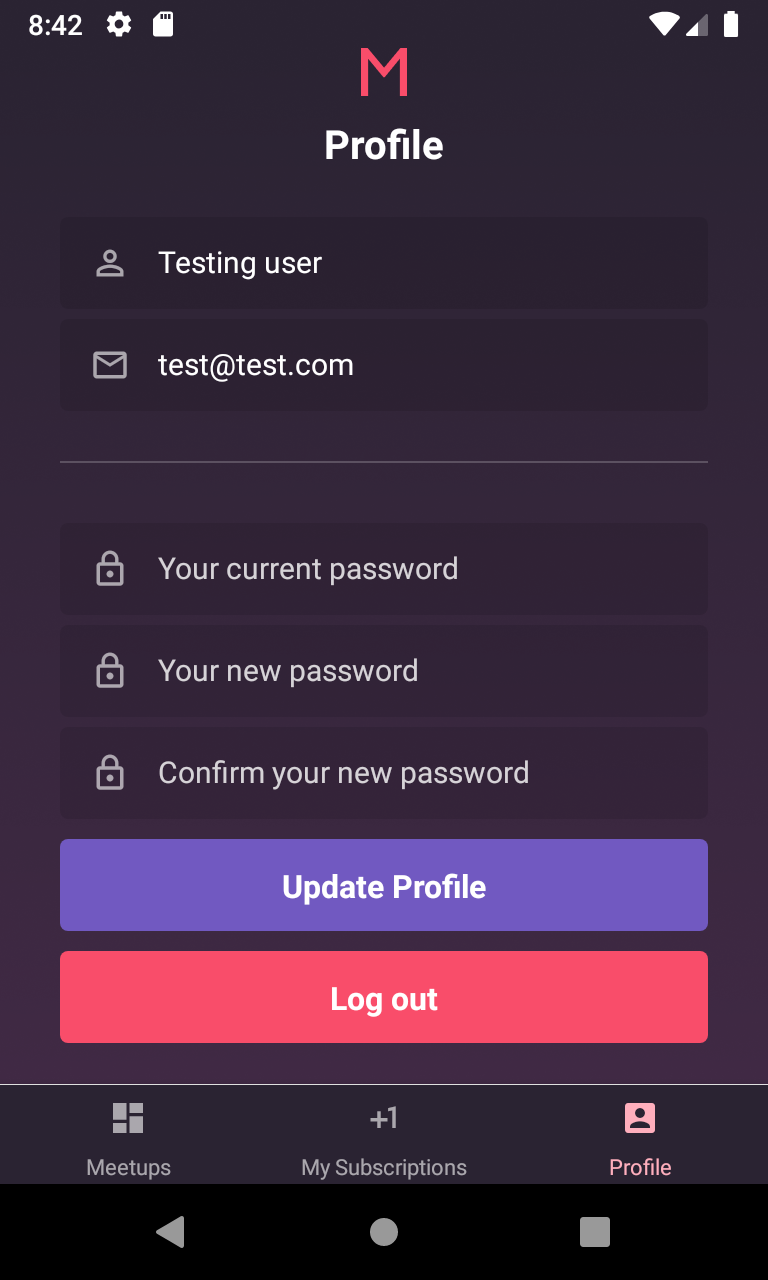 8:42
M
Profile
Testing user
test@test.com
Your current password
Your new password
Confirm your new password
Update Profile
Log out
+1
Meetups
My Subscriptions
Profile